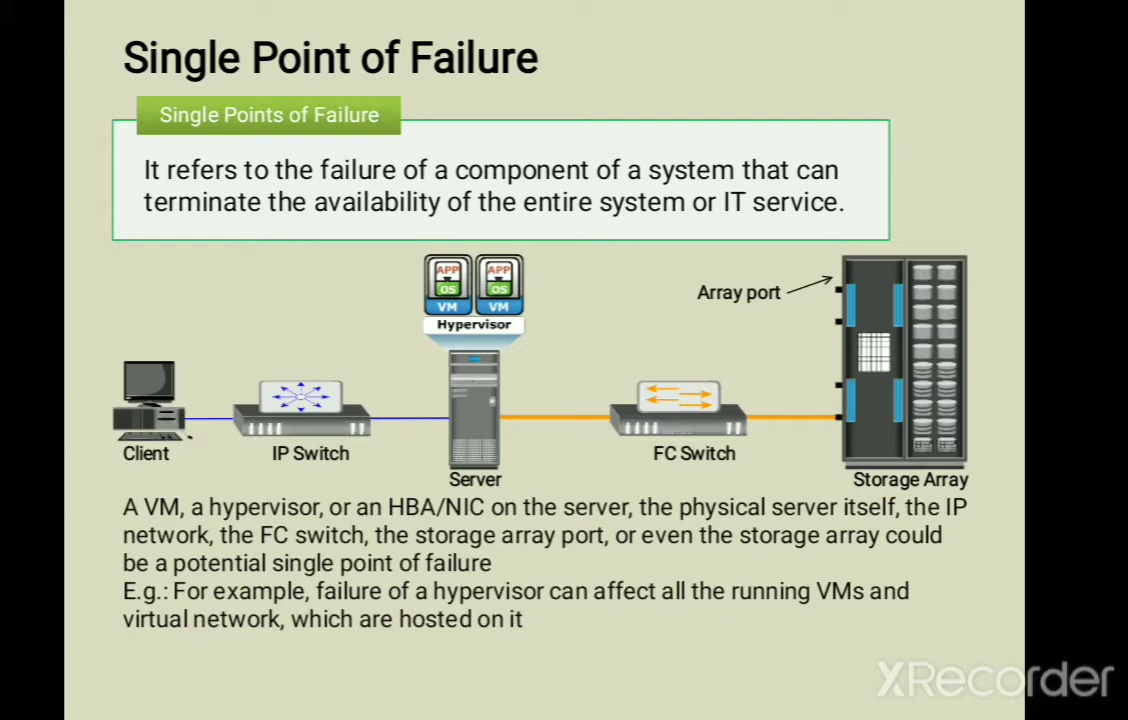 Single Point of Failure
Single Points of Failure
It refers to the failure of a component of a system that can
terminate the availability of the entire system or IT service.
APP APP
OS OS
VM VM
Hypervisor
Array port
Client
IP Switch
Server
FC Switch
Storage Array
A VM, a hypervisor, or an HBA/NIC on the server, the physical server itself, the IP
network, the FC switch, the storage array port, or even the storage array could
be a potential single point of failure
E.g.: For example, failure of a hypervisor can affect all the running VMs and
virtual network, which are hosted on it
XRecorder